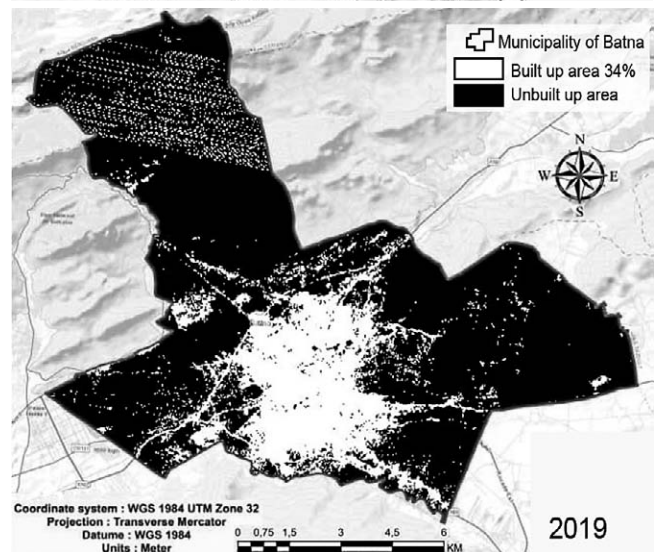 Municipality of Batna
Built up area 34%
Unbuilt up area
N
W E
S
Coordinate system : WGS 1984 UTM Zone 32
Projection : Transverse Mercator
Datume : WGS 1984
Units : Meter
0 0,75 1,5 3 4,5 6
KM
2019